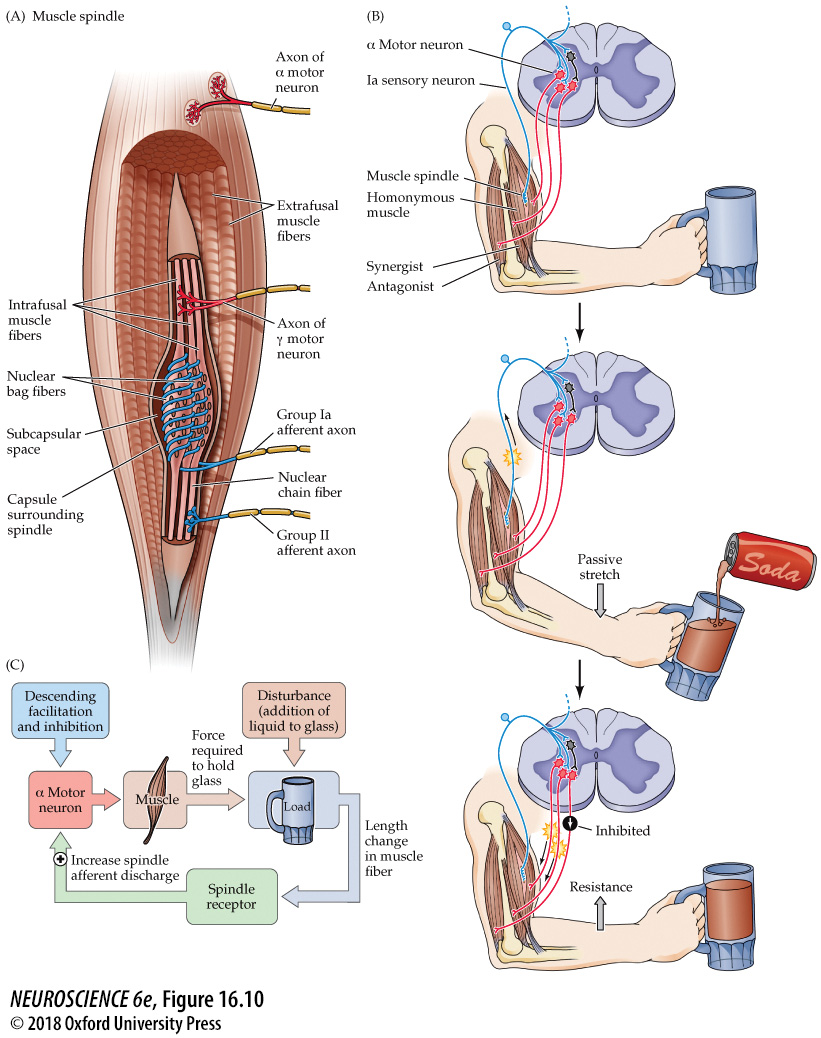 (A) Muscle spindle
Axon of
α motor
neuron
Extrafusal
muscle
fibers
Intrafusal
muscle
fibers
Axon of
γ motor
neuron
Nuclear
bag fibers
Group Ia
afferent axon
Subcapsular
space
Nuclear
chain fiber
Capsule
surrounding
spindle
Group II
afferent axon
(B)
α Motor neuron
Ia sensory neuron
Muscle spindle
Homonymous
muscle
Synergist
Antagonist
Passive
stretch
Soda
Inhibited
Resistance
(C)
Descending
facilitation
and inhibition
Disturbance
(addition of
liquid to glass)
Force
required
to hold
glass
α Motor
neuron
Muscle
Load
Length
change
in muscle
fiber
+ Increase spindle
afferent discharge
Spindle
receptor
NEUROSCIENCE 6e, Figure 16.10
© 2018 Oxford University Press